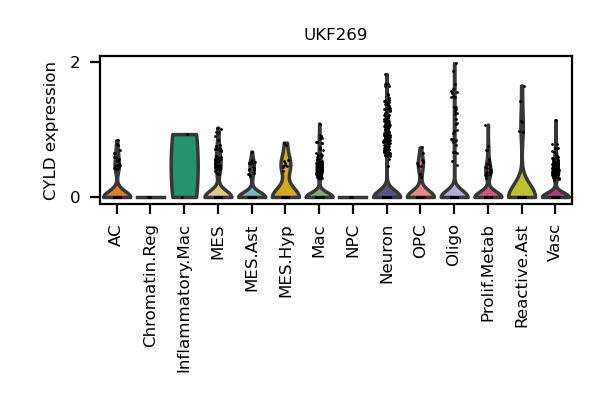 UKF269
CYLD expression
2
0
AC
Chromatin.Reg
Inflammatory.Mac
MES
MES.Ast
MES.Hyp
Mac
NPC
Neuron
OPC
Oligo
Prolif.Metab
Reactive.Ast
Vasc